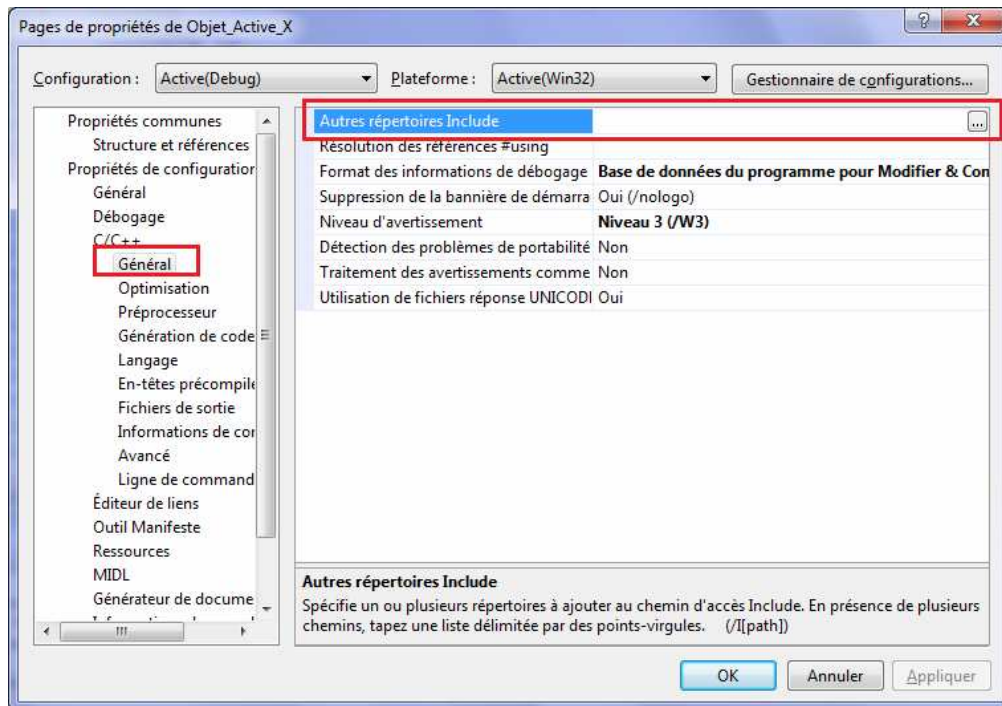 Pages de propriétés de Objet_Active_X
Configuration : Active(Debug) Plateforme : Active(Win32) Gestionnaire de configurations...
Propriétés communes
Structure et références
Propriétés de configuration
Général
Débogage
C/C++
Général
Optimisation
Préprocesseur
Génération de code
Langage
En-têtes précompile
Fichiers de sortie
Informations de cor
Avancé
Ligne de command
Éditeur de liens
Outil Manifeste
Ressources
MIDL
Générateur de docume
Autres répertoires Include ...
Résolution des références #using
Format des informations de débogage Base de données du programme pour Modifier & Con
Suppression de la bannière de démarra Oui (/nologo)
Niveau d'avertissement Niveau 3 (/W3)
Détection des problèmes de portabilité Non
Traitement des avertissements comme Non
Utilisation de fichiers réponse UNICODI Oui
Autres répertoires Include
Spécifie un ou plusieurs répertoires à ajouter au chemin d'accès Include. En présence de plusieurs
chemins, tapez une liste délimitée par des points-virgules. (/I[path])
OK Annuler Appliquer